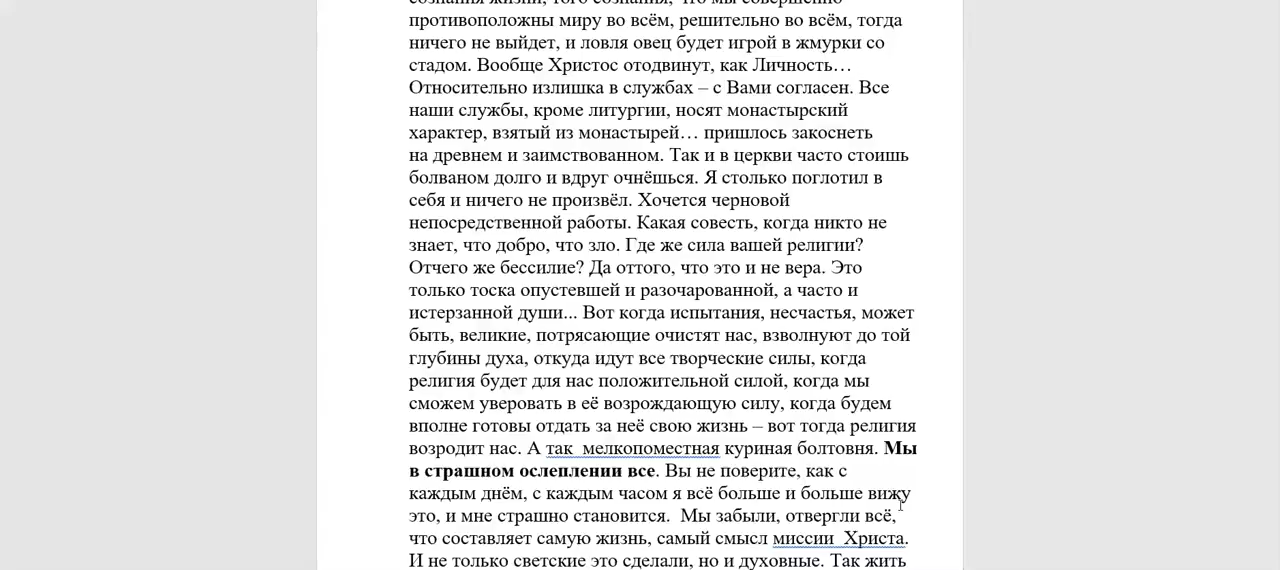 сознания жизни, того сознания, что мы совершенно
противоположны миру во всём, решительно во всём, тогда
ничего не выйдет, и ловля овец будет игрой в жмурки со
стадом. Вообще Христос отодвинут, как Личность…
Относительно излишка в службах – с Вами согласен. Все
наши службы, кроме литургии, носят монастырский
характер, взятый из монастырей… пришлось закоснеть
на древнем и заимствованном. Так и в церкви часто стоишь
болваном долго и вдруг очнёшься. Я столько поглотил в
себя и ничего не произвёл. Хочется черновой
непосредственной работы. Какая совесть, когда никто не
знает, что добро, что зло. Где же сила вашей религии?
Отчего же бессилие? Да оттого, что это и не вера. Это
только тоска опустевшей и разочарованной, а часто и
истерзанной души... Вот когда испытания, несчастья, может
быть, великие, потрясающие очистят нас, взволнуют до той
глубины духа, откуда идут все творческие силы, когда
религия будет для нас положительной силой, когда мы
сможем уверовать в её возрождающую силу, когда будем
вполне готовы отдать за неё свою жизнь – вот тогда религия
возродит нас. А так  мелкопоместная куриная болтовня. Мы
в страшном ослеплении все. Вы не поверите, как с
каждым днём, с каждым часом я всё больше и больше вижу
это, и мне страшно становится.  Мы забыли, отвергли всё,
что составляет самую жизнь, самый смысл миссии  Христа.
И не только светские это сделали, но и духовные. Так жить